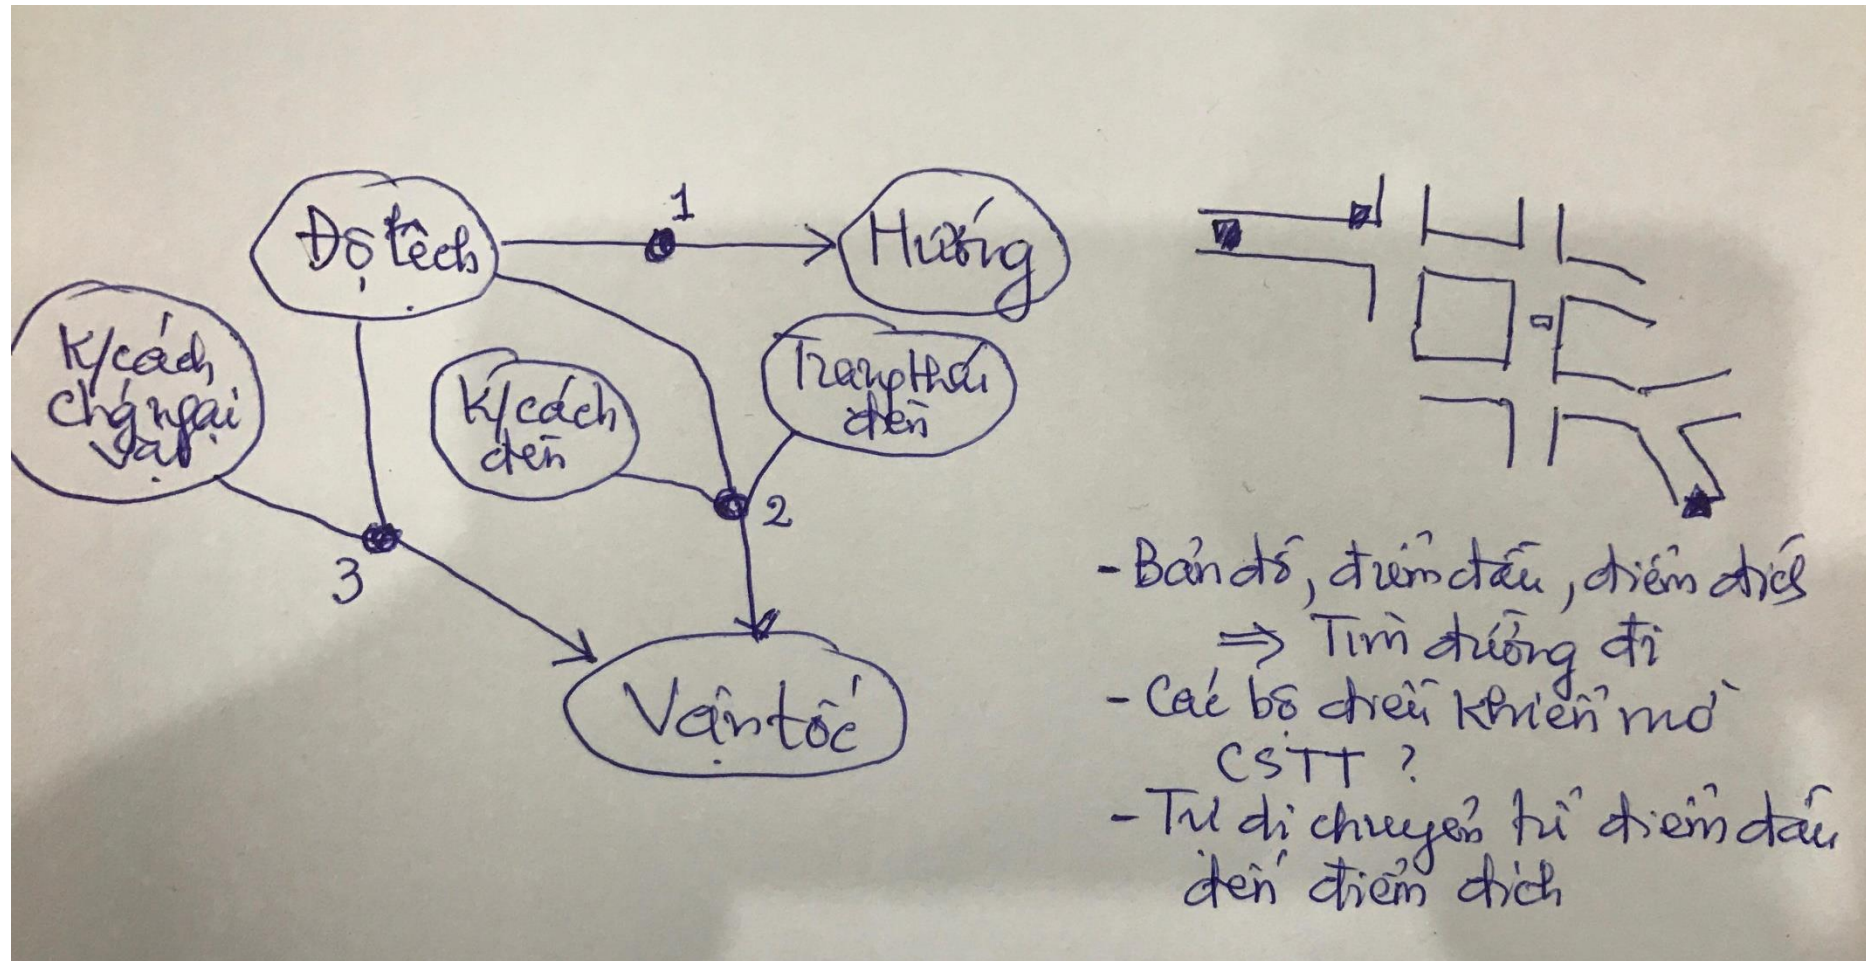 Độ lệch
1
Hướng
K/cách
chướng ngại
vật
K/cách
đèn
Trạng thái
đèn
2
3
Vận tốc
- Bản đồ, điểm đầu, điểm đích
⇒ Tìm đường đi
- Các bộ điều khiển mờ
CSTT ?
- Tự di chuyển từ điểm đầu
đến điểm đích